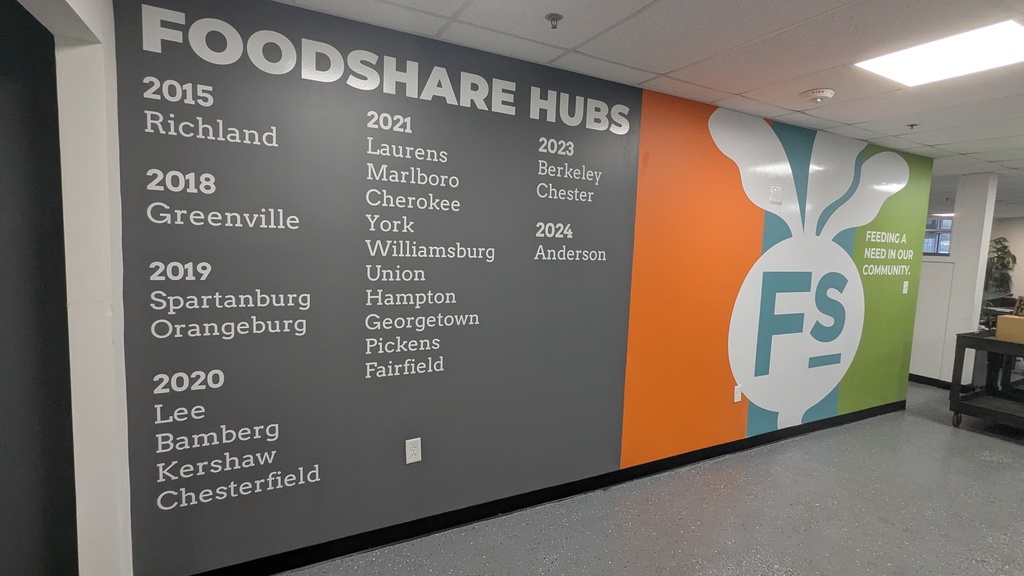 FOODSHARE HUBS
2015
Richland
2018
Greenville
2019
Spartanburg
Orangeburg
2020
Lee
Bamberg
Kershaw
Chesterfield
2021
Laurens
Marlboro
Cherokee
York
Williamsburg
Union
Hampton
Georgetown
Pickens
Fairfield
2023
Berkeley
Chester
2024
Anderson
FS
FEEDING A
NEED IN OUR
COMMUNITY.